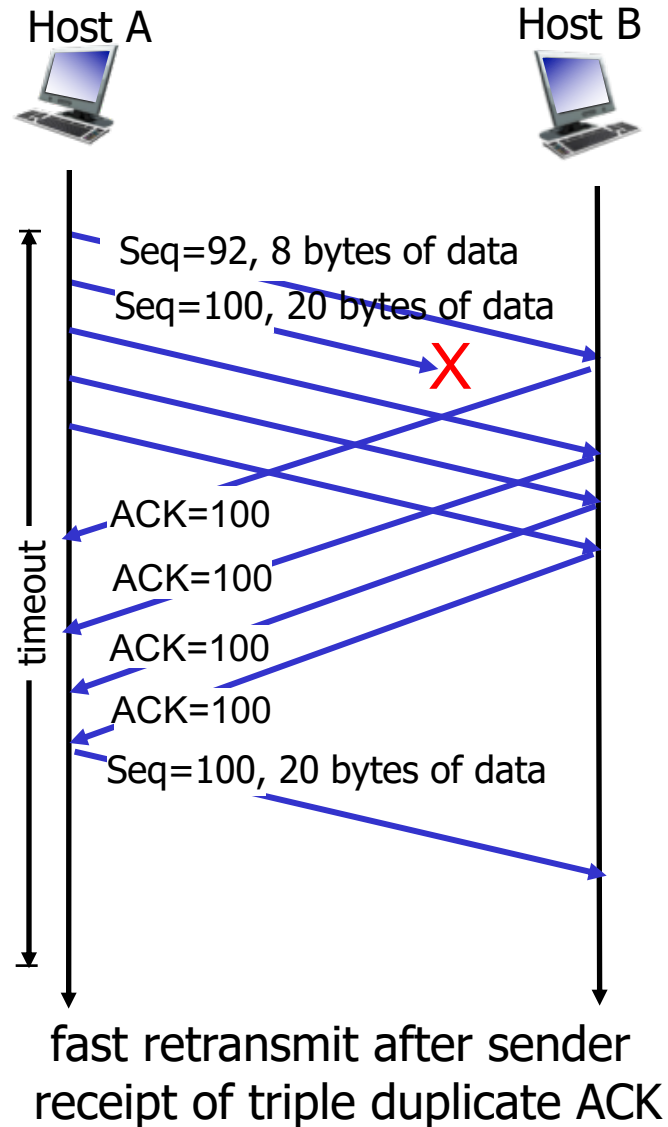 Host A
Host B
Seq=92, 8 bytes of data
Seq=100, 20 bytes of data
X
timeout
ACK=100
ACK=100
ACK=100
ACK=100
Seq=100, 20 bytes of data
fast retransmit after sender
receipt of triple duplicate ACK